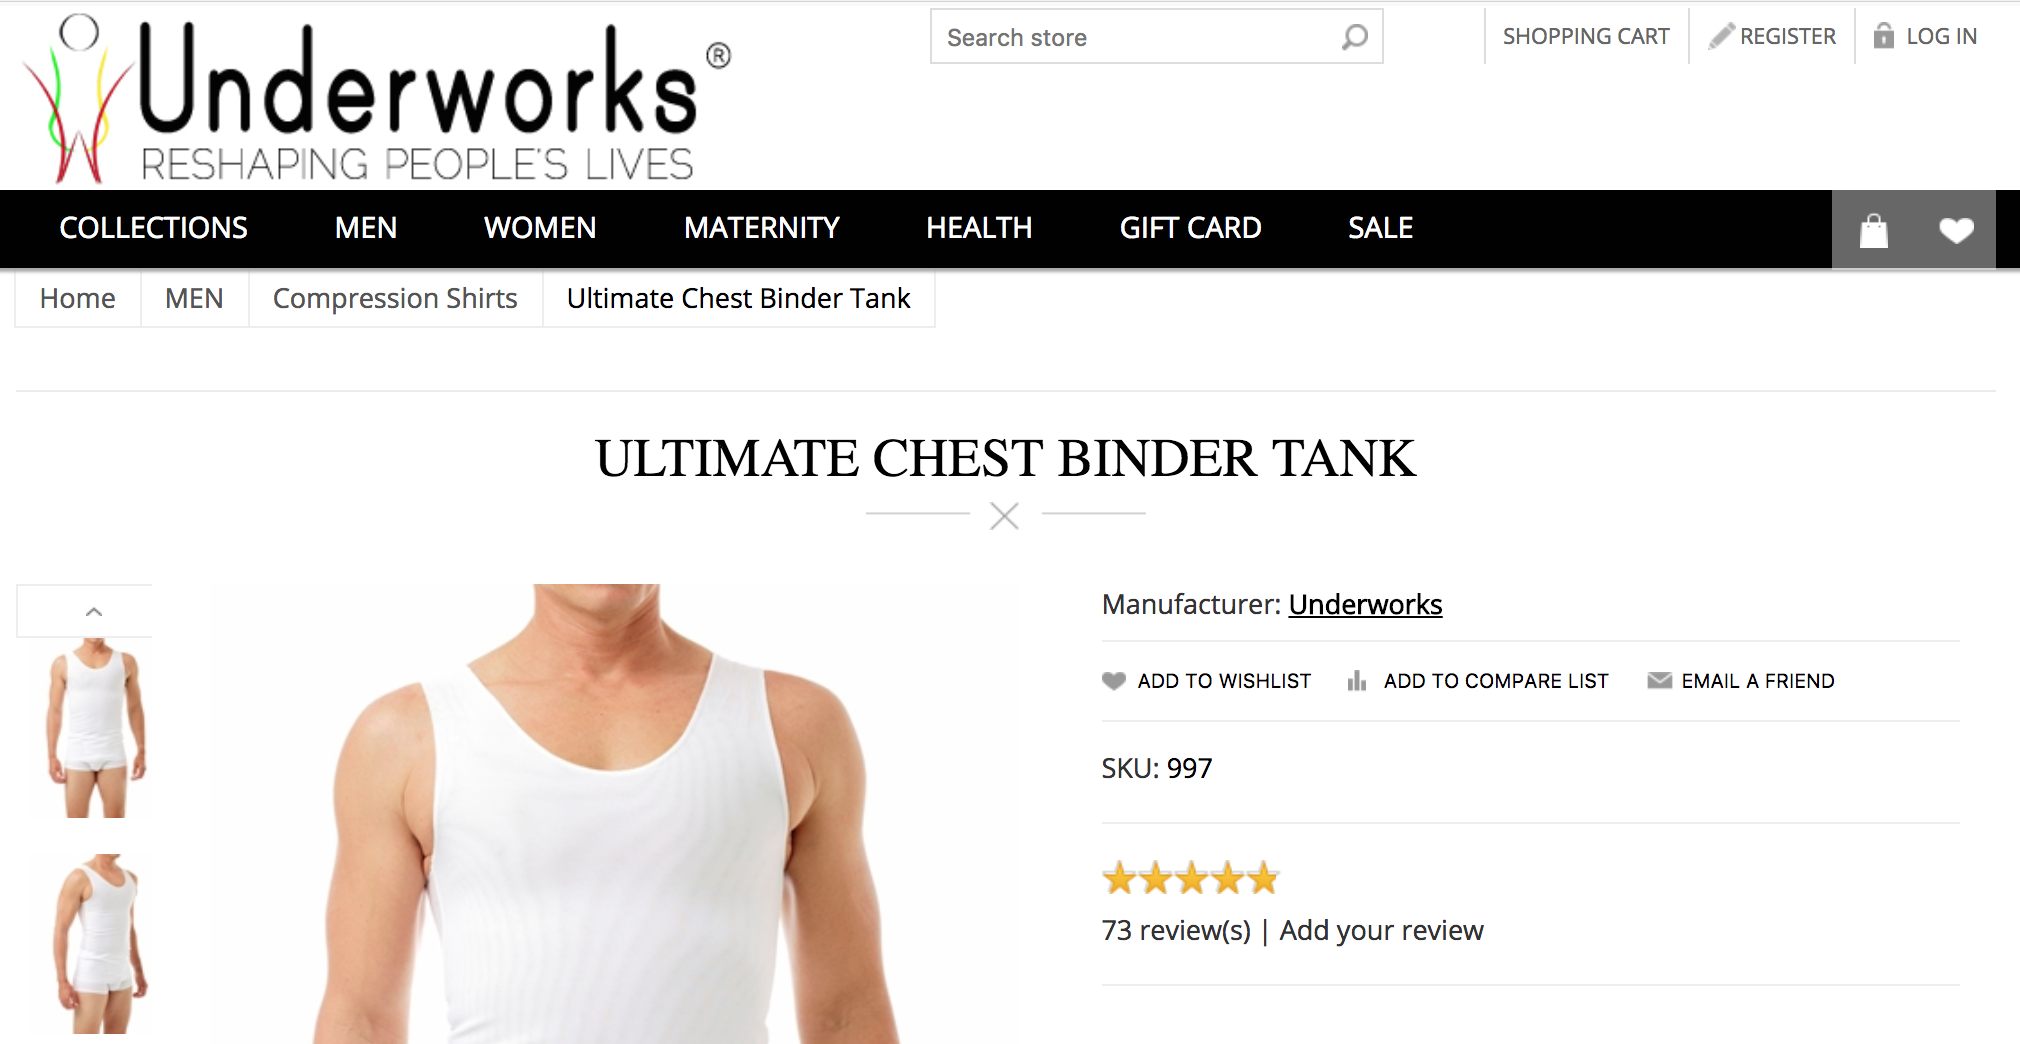 Underworks®
RESHAPING PEOPLE'S LIVES
Search store
SHOPPING CART
REGISTER
LOG IN
COLLECTIONS
MEN
WOMEN
MATERNITY
HEALTH
GIFT CARD
SALE
Home
MEN
Compression Shirts
Ultimate Chest Binder Tank
ULTIMATE CHEST BINDER TANK
Manufacturer: Underworks
ADD TO WISHLIST
ADD TO COMPARE LIST
EMAIL A FRIEND
SKU: 997
73 review(s) | Add your review